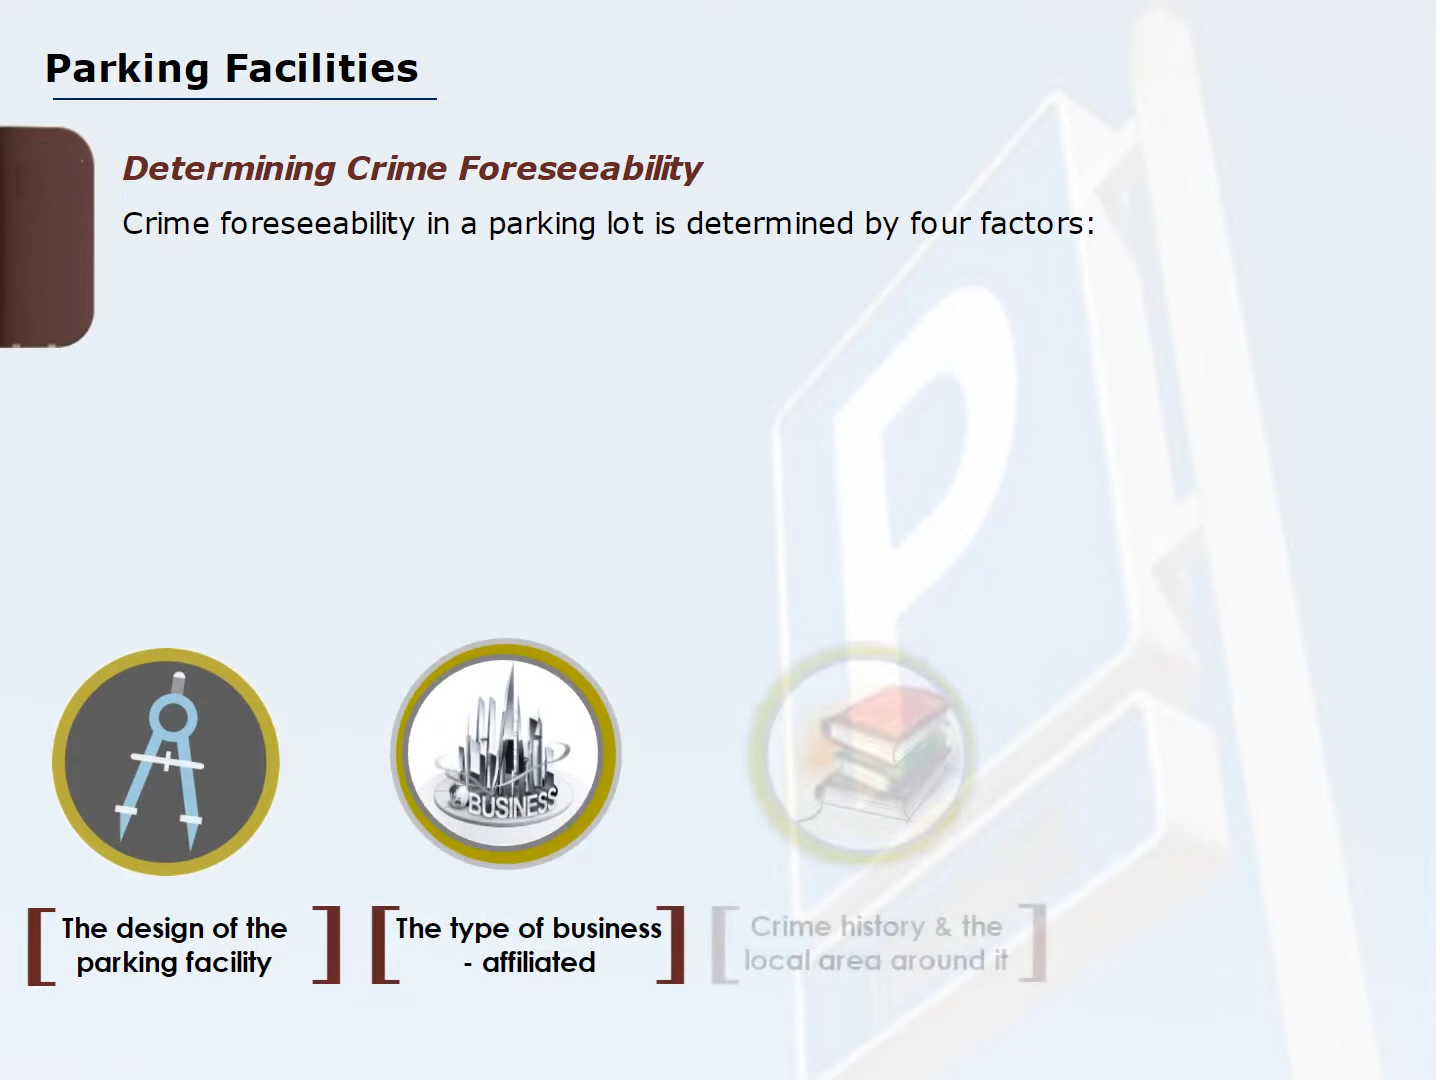 Parking Facilities
Determining Crime Foreseeability
Crime foreseeability in a parking lot is determined by four factors:
P
BUSINESS
[ The design of the ] [ The type of business ] [ Crime history & the ]
parking facility - affiliated local area around it